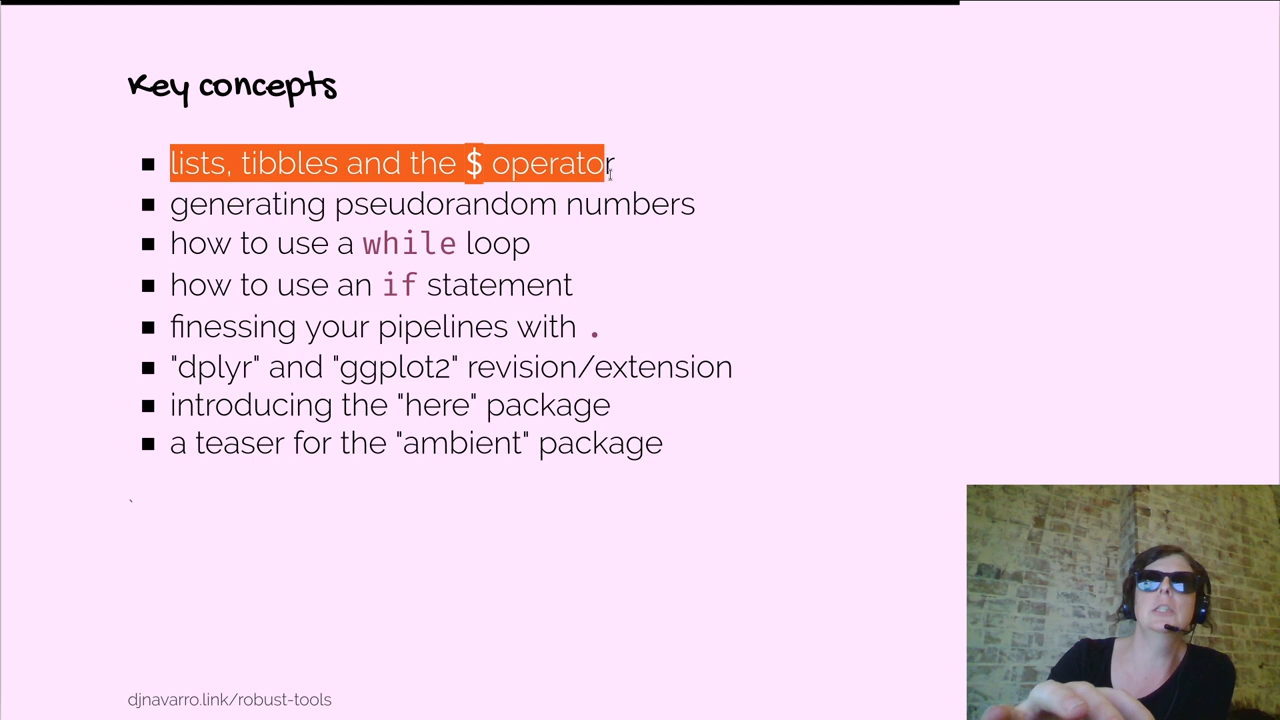 Key concepts
lists, tibbles and the $ operator
generating pseudorandom numbers
how to use a while loop
how to use an if statement
finessing your pipelines with .
"dplyr" and "ggplot2" revision/extension
introducing the "here" package
a teaser for the "ambient" package
`
djnavarro.link/robust-tools